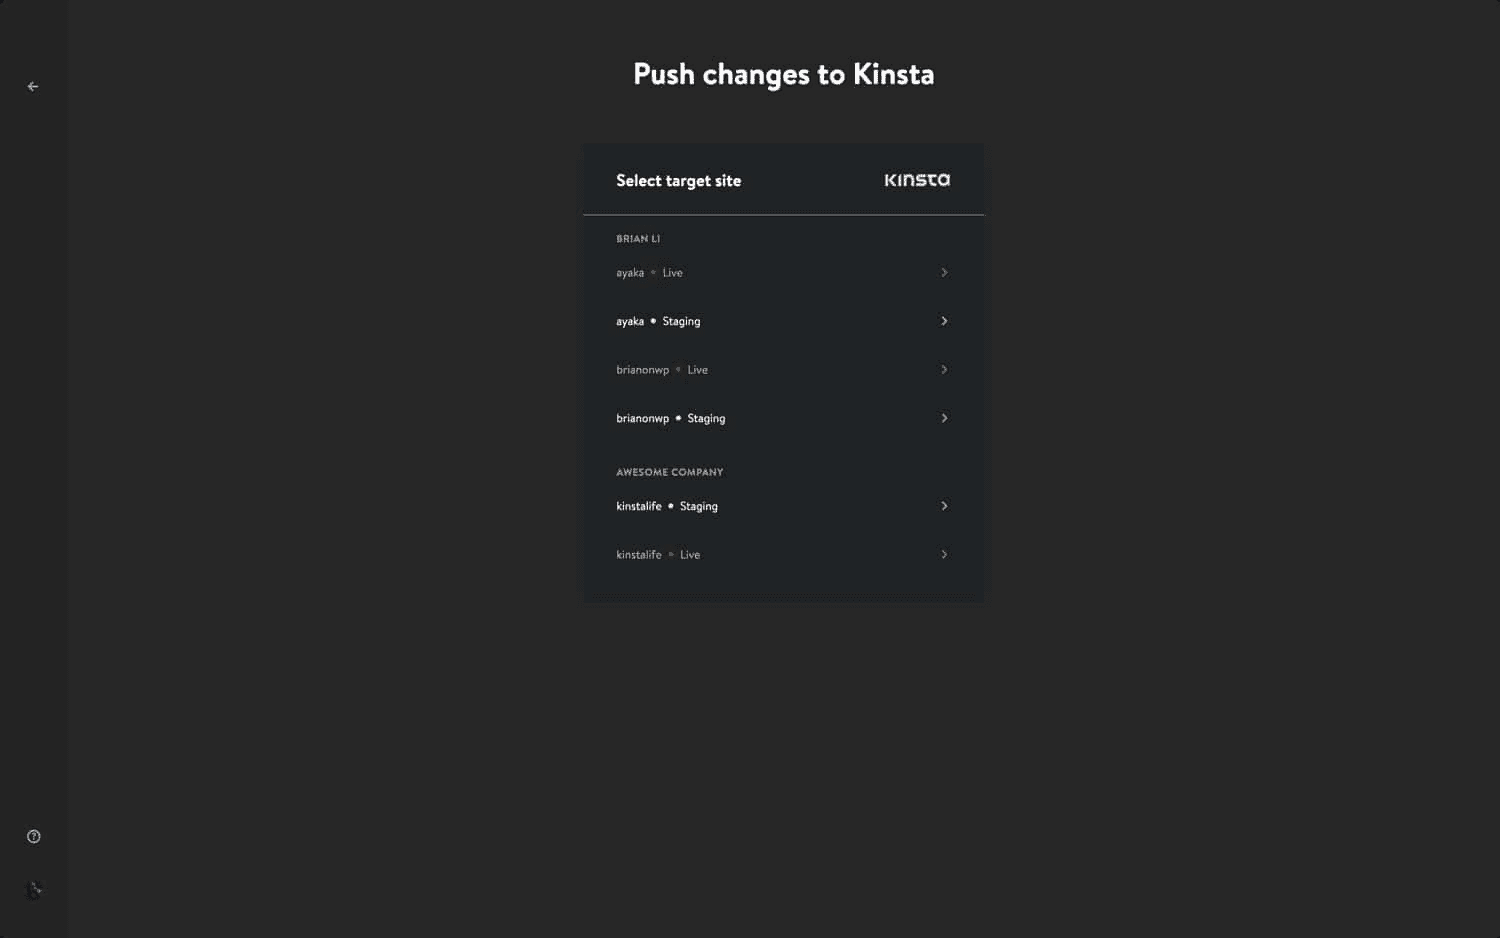 Push changes to Kinsta
Select target site
KINSTA
BRIAN LI
ayaka • Live
ayaka • Staging
brianonwp • Live
brianonwp • Staging
AWESOME COMPANY
kinstalife • Staging
kinstalife • Live